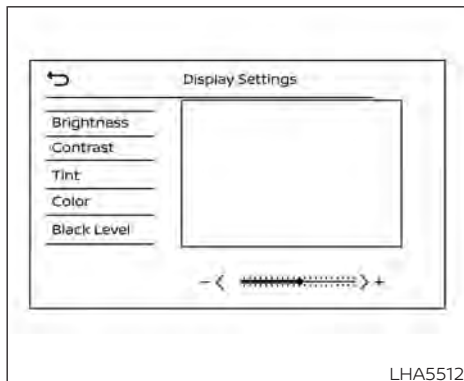 Display Settings
Brightness
Contrast
Tint
Color
Black Level
- < > +
LHA5512